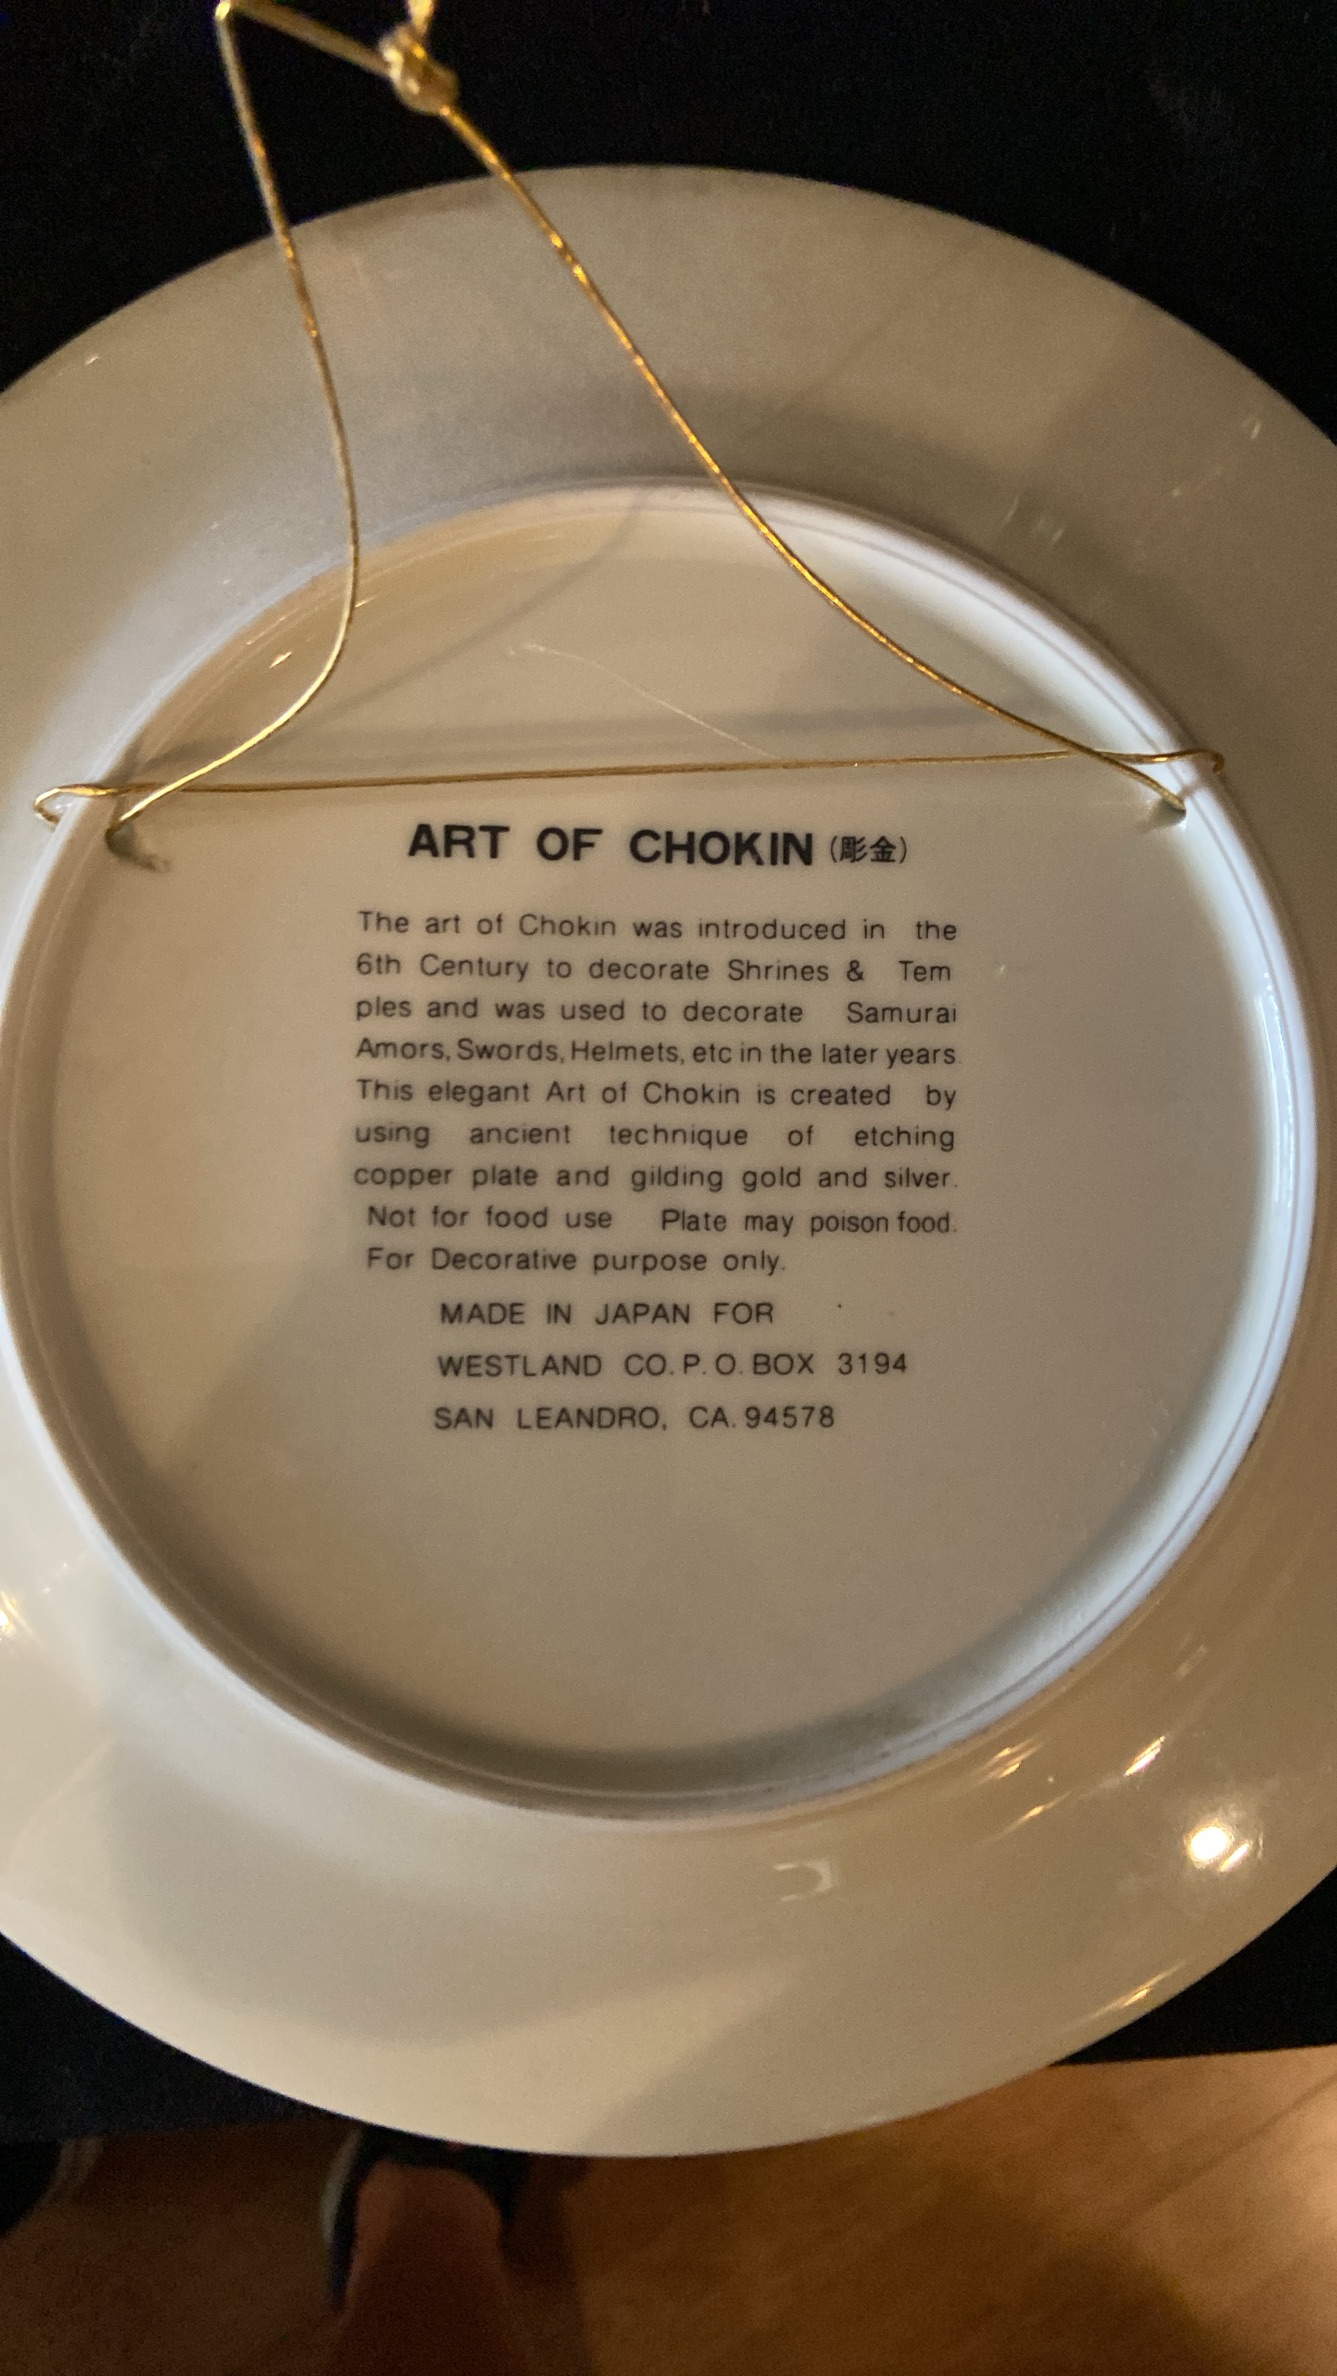 ART OF CHOKIN (彫金)
The art of Chokin was introduced in the
6th Century to decorate Shrines & Tem
ples and was used to decorate Samurai
Amors, Swords, Helmets, etc in the later years.
This elegant Art of Chokin is created by
using ancient technique of etching
copper plate and gilding gold and silver.
Not for food use Plate may poison food.
For Decorative purpose only.
MADE IN JAPAN FOR
WESTLAND CO. P. O. BOX 3194
SAN LEANDRO, CA. 94578